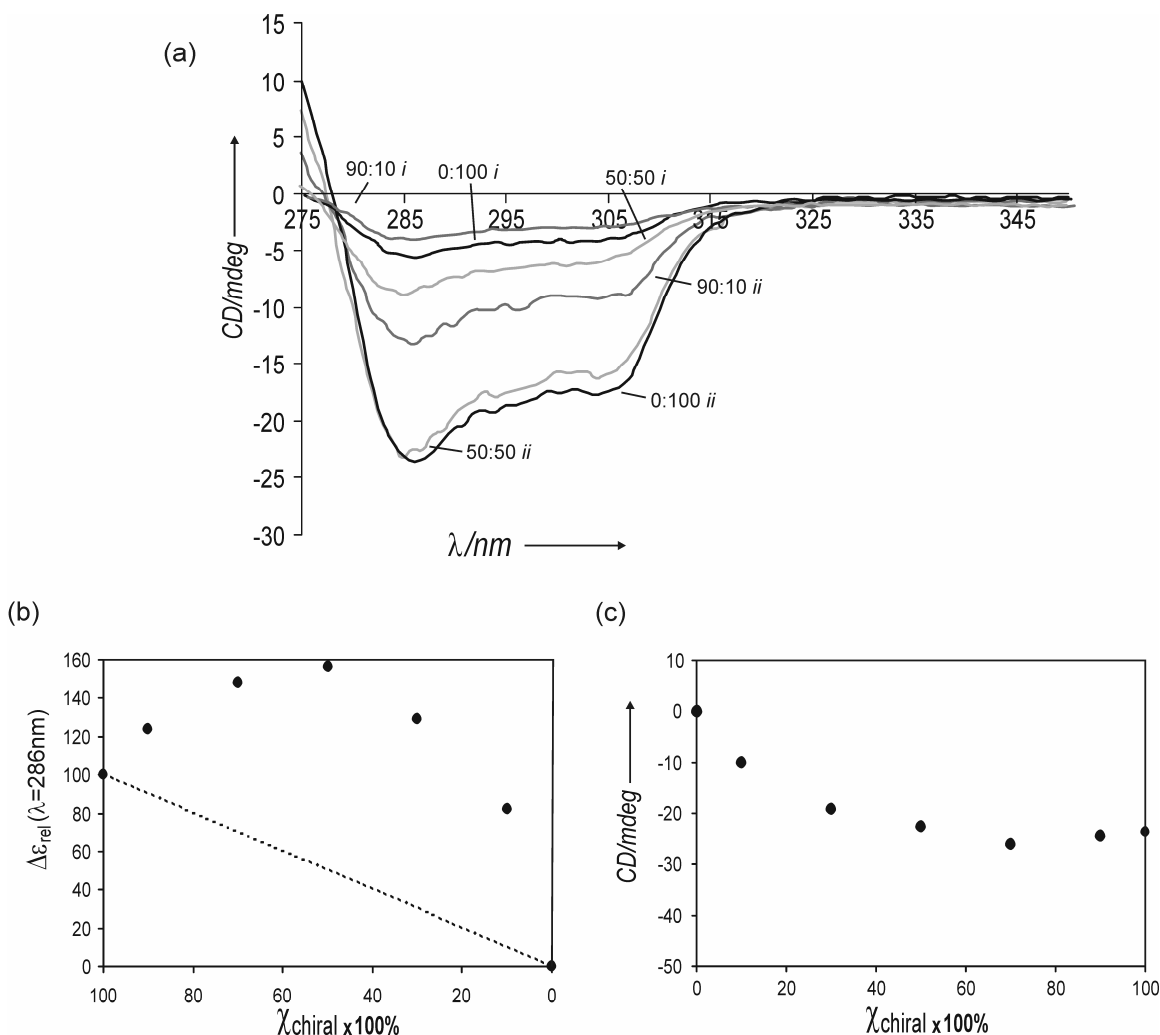 (a)
15
10
5
0
-5
-10
-15
-20
-25
-30
CD/mdeg
90:10 i
0:100 i
50:50 i
275 285 295 305 315 325 335 345
90:10 ii
0:100 ii
50:50 ii
λ/nm
(b)
160
140
120
100
80
60
40
20
0
Δεrel(λ=286nm)
100 80 60 40 20 0
χchiral x100%
(c)
10
0
-10
-20
-30
-40
-50
CD/mdeg
0 20 40 60 80 100
χchiral x100%